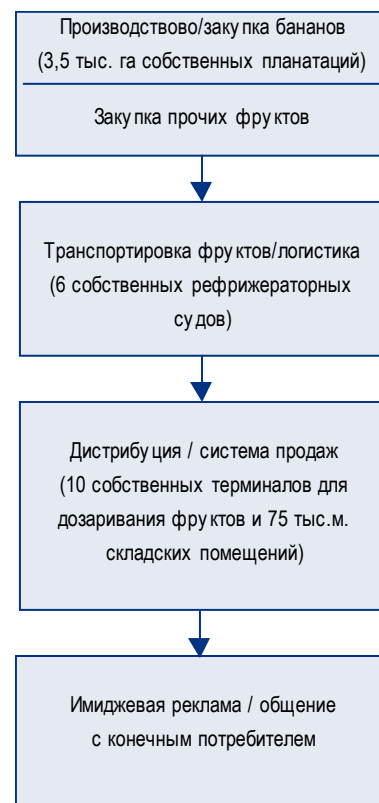 Производствово/закупка бананов
(3,5 тыс. га собственных планатаций)
Закупка прочих фруктов
Транспортировка фруктов/логистика
(6 собственных рефрижераторных
судов)
Дистрибуция / система продаж
(10 собственных терминалов для
дозаривания фруктов и 75 тыс.м.
складских помещений)
Имиджевая реклама / общение
с конечным потребителем